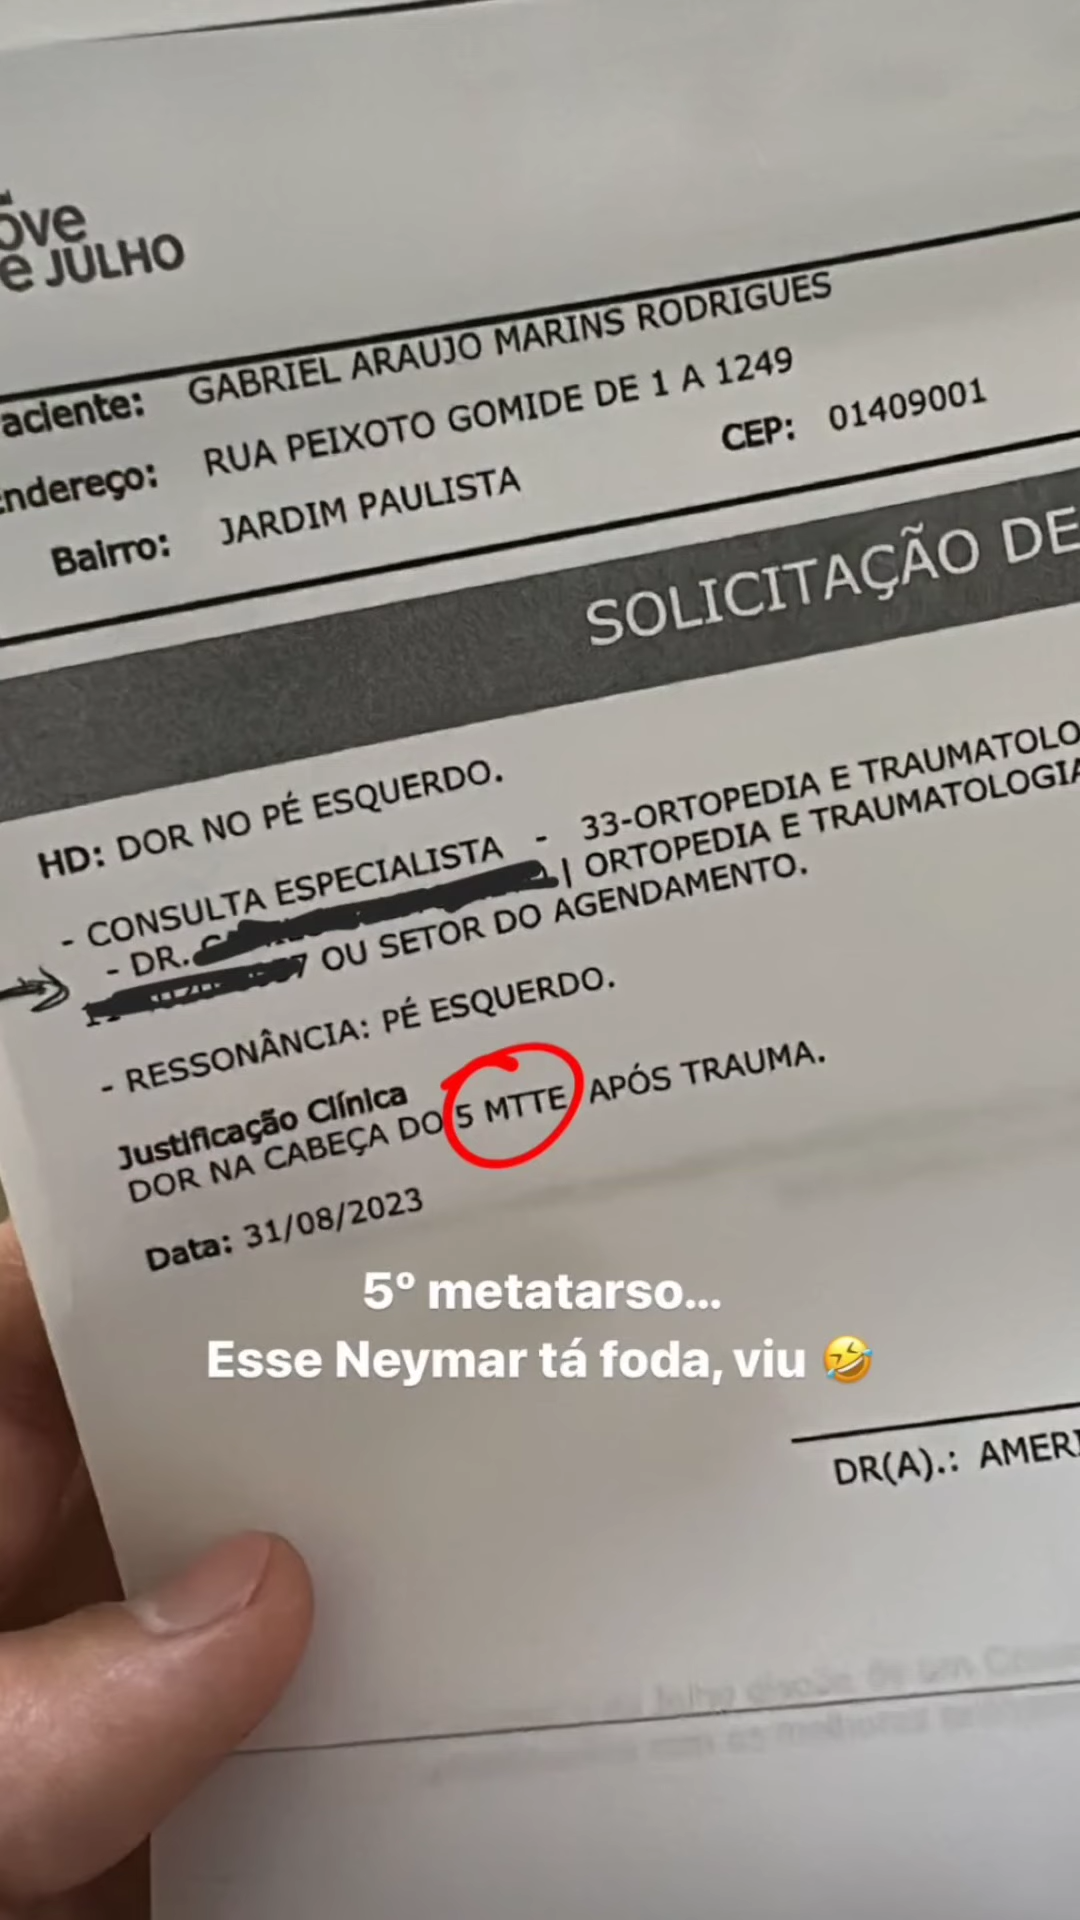 ove
e JULHO
aciente: GABRIEL ARAUJO MARINS RODRIGUES
Endereço: RUA PEIXOTO GOMIDE DE 1 A 1249
Bairro: JARDIM PAULISTA CEP: 01409001
SOLICITAÇÃO DE
HD: DOR NO PÉ ESQUERDO.
- CONSULTA ESPECIALISTA - 33-ORTOPEDIA E TRAUMATOLO
- DR. | ORTOPEDIA E TRAUMATOLOGIA
7 OU SETOR DO AGENDAMENTO.
- RESSONÂNCIA: PÉ ESQUERDO.
Justificação Clínica
DOR NA CABEÇA DO 5 MTTE APÓS TRAUMA.
Data: 31/08/2023
5º metatarso...
Esse Neymar tá foda, viu 🤣
DR(A).: AMERI